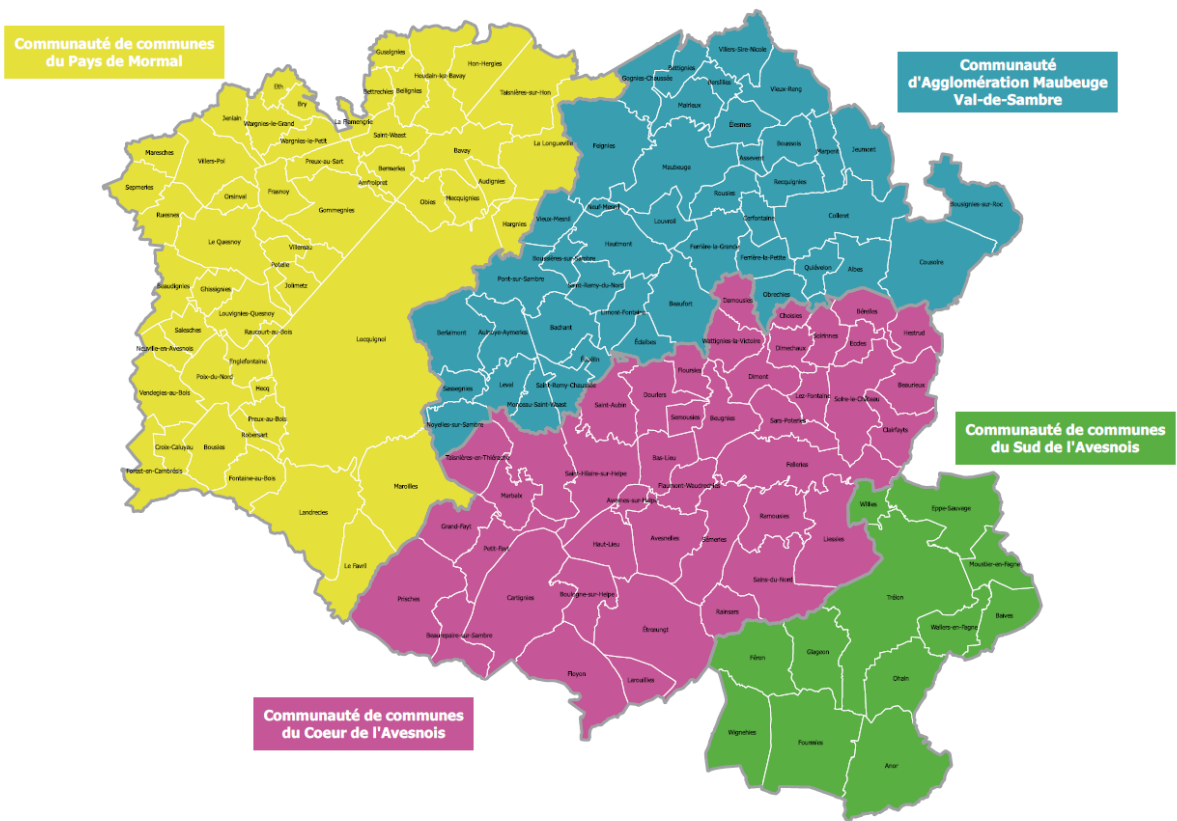 Communauté de communes
du Pays de Mormal
Communauté
d'Agglomération Maubeuge
Val-de-Sambre
Communauté de communes
du Sud de l'Avesnois
Communauté de communes
du Coeur de l'Avesnois
Gussignies
Hon-Hergies
Houdain-lez-Bavay
Bettrechies
Bellignies
Taisnières-sur-Hon
Eth
Bry
Jenlain
Wargnies-le-Grand
La Flamengrie
Saint-Waast
Wargnies-le-Petit
La Longueville
Maresches
Villers-Pol
Preux-au-Sart
Bavay
Bermeries
Amfroipret
Audignies
Sepmeries
Orsinval
Frasnoy
Gommegnies
Obies
Mecquignies
Ruesnes
Hargnies
Le Quesnoy
Villereau
Potelle
Jolimetz
Beaudignies
Ghissignies
Louvignies-Quesnoy
Salesches
Raucourt-au-Bois
Locquignol
Neuville-en-Avesnois
Englefontaine
Poix-du-Nord
Hecq
Vendegies-au-Bois
Preux-au-Bois
Robersart
Croix-Caluyau
Bousies
Forest-en-Cambrésis
Fontaine-au-Bois
Landrecies
Maroilles
Le Favril
Villers-Sire-Nicole
Gognies-Chaussée
Bettignies
Bersillies
Vieux-Reng
Mairieux
Élesmes
Feignies
Maubeuge
Assevent
Boussois
Marpent
Jeumont
Recquignies
Rousies
Bousignies-sur-Roc
Neuf-Mesnil
Vieux-Mesnil
Louvroil
Cerfontaine
Colleret
Hautmont
Ferrière-la-Grande
Ferrière-la-Petite
Boussières-sur-Sambre
Quiévelon
Aibes
Cousolre
Pont-sur-Sambre
Saint-Remy-du-Nord
Obrechies
Beaufort
Limont-Fontaine
Berlaimont
Aulnoye-Aymeries
Bachant
Éclaibes
Écuélin
Sassegnies
Leval
Saint-Remy-Chaussée
Monceau-Saint-Waast
Noyelles-sur-Sambre
Damousies
Choisies
Bérelles
Wattignies-la-Victoire
Dimechaux
Solrinnes
Eccles
Hestrud
Floursies
Dimont
Beaurieux
Saint-Aubin
Dourlers
Lez-Fontaine
Solre-le-Château
Semousies
Beugnies
Sars-Poteries
Clairfayts
Taisnières-en-Thiérache
Bas-Lieu
Felleries
Saint-Hilaire-sur-Helpe
Flaumont-Waudrechies
Marbaix
Avesnes-sur-Helpe
Grand-Fayt
Ramousies
Petit-Fayt
Haut-Lieu
Avesnelles
Sémeries
Liessies
Prisches
Cartignies
Boulogne-sur-Helpe
Sains-du-Nord
Rainsars
Beaurepaire-sur-Sambre
Étroeungt
Floyon
Larouillies
Willies
Eppe-Sauvage
Moustier-en-Fagne
Trélon
Baives
Wallers-en-Fagne
Féron
Glageon
Ohain
Wignehies
Fourmies
Anor